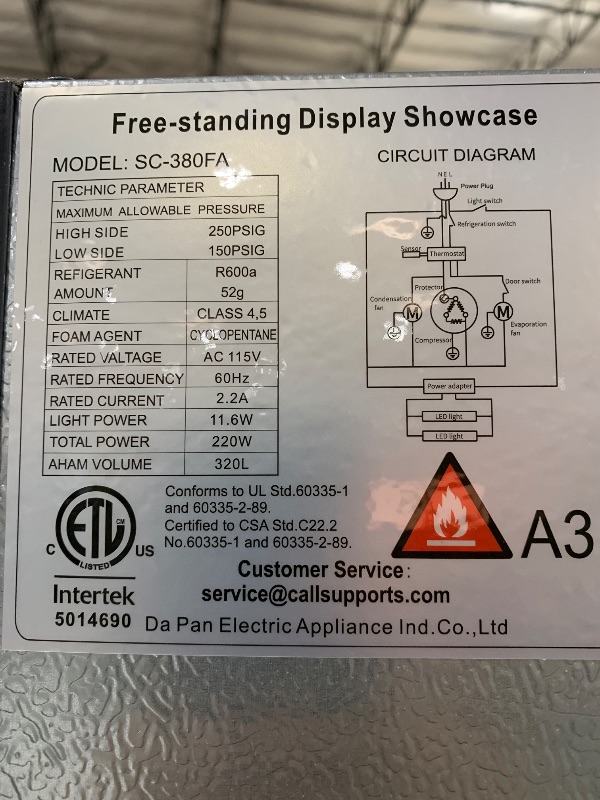 Free-standing Display Showcase
MODEL: SC-380FA
TECHNIC PARAMETER
MAXIMUM ALLOWABLE PRESSURE
HIGH SIDE 250PSIG
LOW SIDE 150PSIG
REFIGERANT R600a
AMOUNT 52g
CLIMATE CLASS 4,5
FOAM AGENT CYCLOPENTANE
RATED VALTAGE AC 115V
RATED FREQUENCY 60Hz
RATED CURRENT 2.2A
LIGHT POWER 11.6W
TOTAL POWER 220W
AHAM VOLUME 320L
CIRCUIT DIAGRAM
N E L
Power Plug
Light switch
Refrigeration switch
Sensor
Thermostat
Protector
Door switch
Condensation
fan
M
M
Evaporation
fan
Compressor
Power adapter
LED light
LED light
ETL
CM
LISTED
C US
Intertek
5014690
Conforms to UL Std.60335-1
and 60335-2-89.
Certified to CSA Std.C22.2
No.60335-1 and 60335-2-89.
A3
Customer Service:
service@callsupports.com
Da Pan Electric Appliance Ind.Co.,Ltd